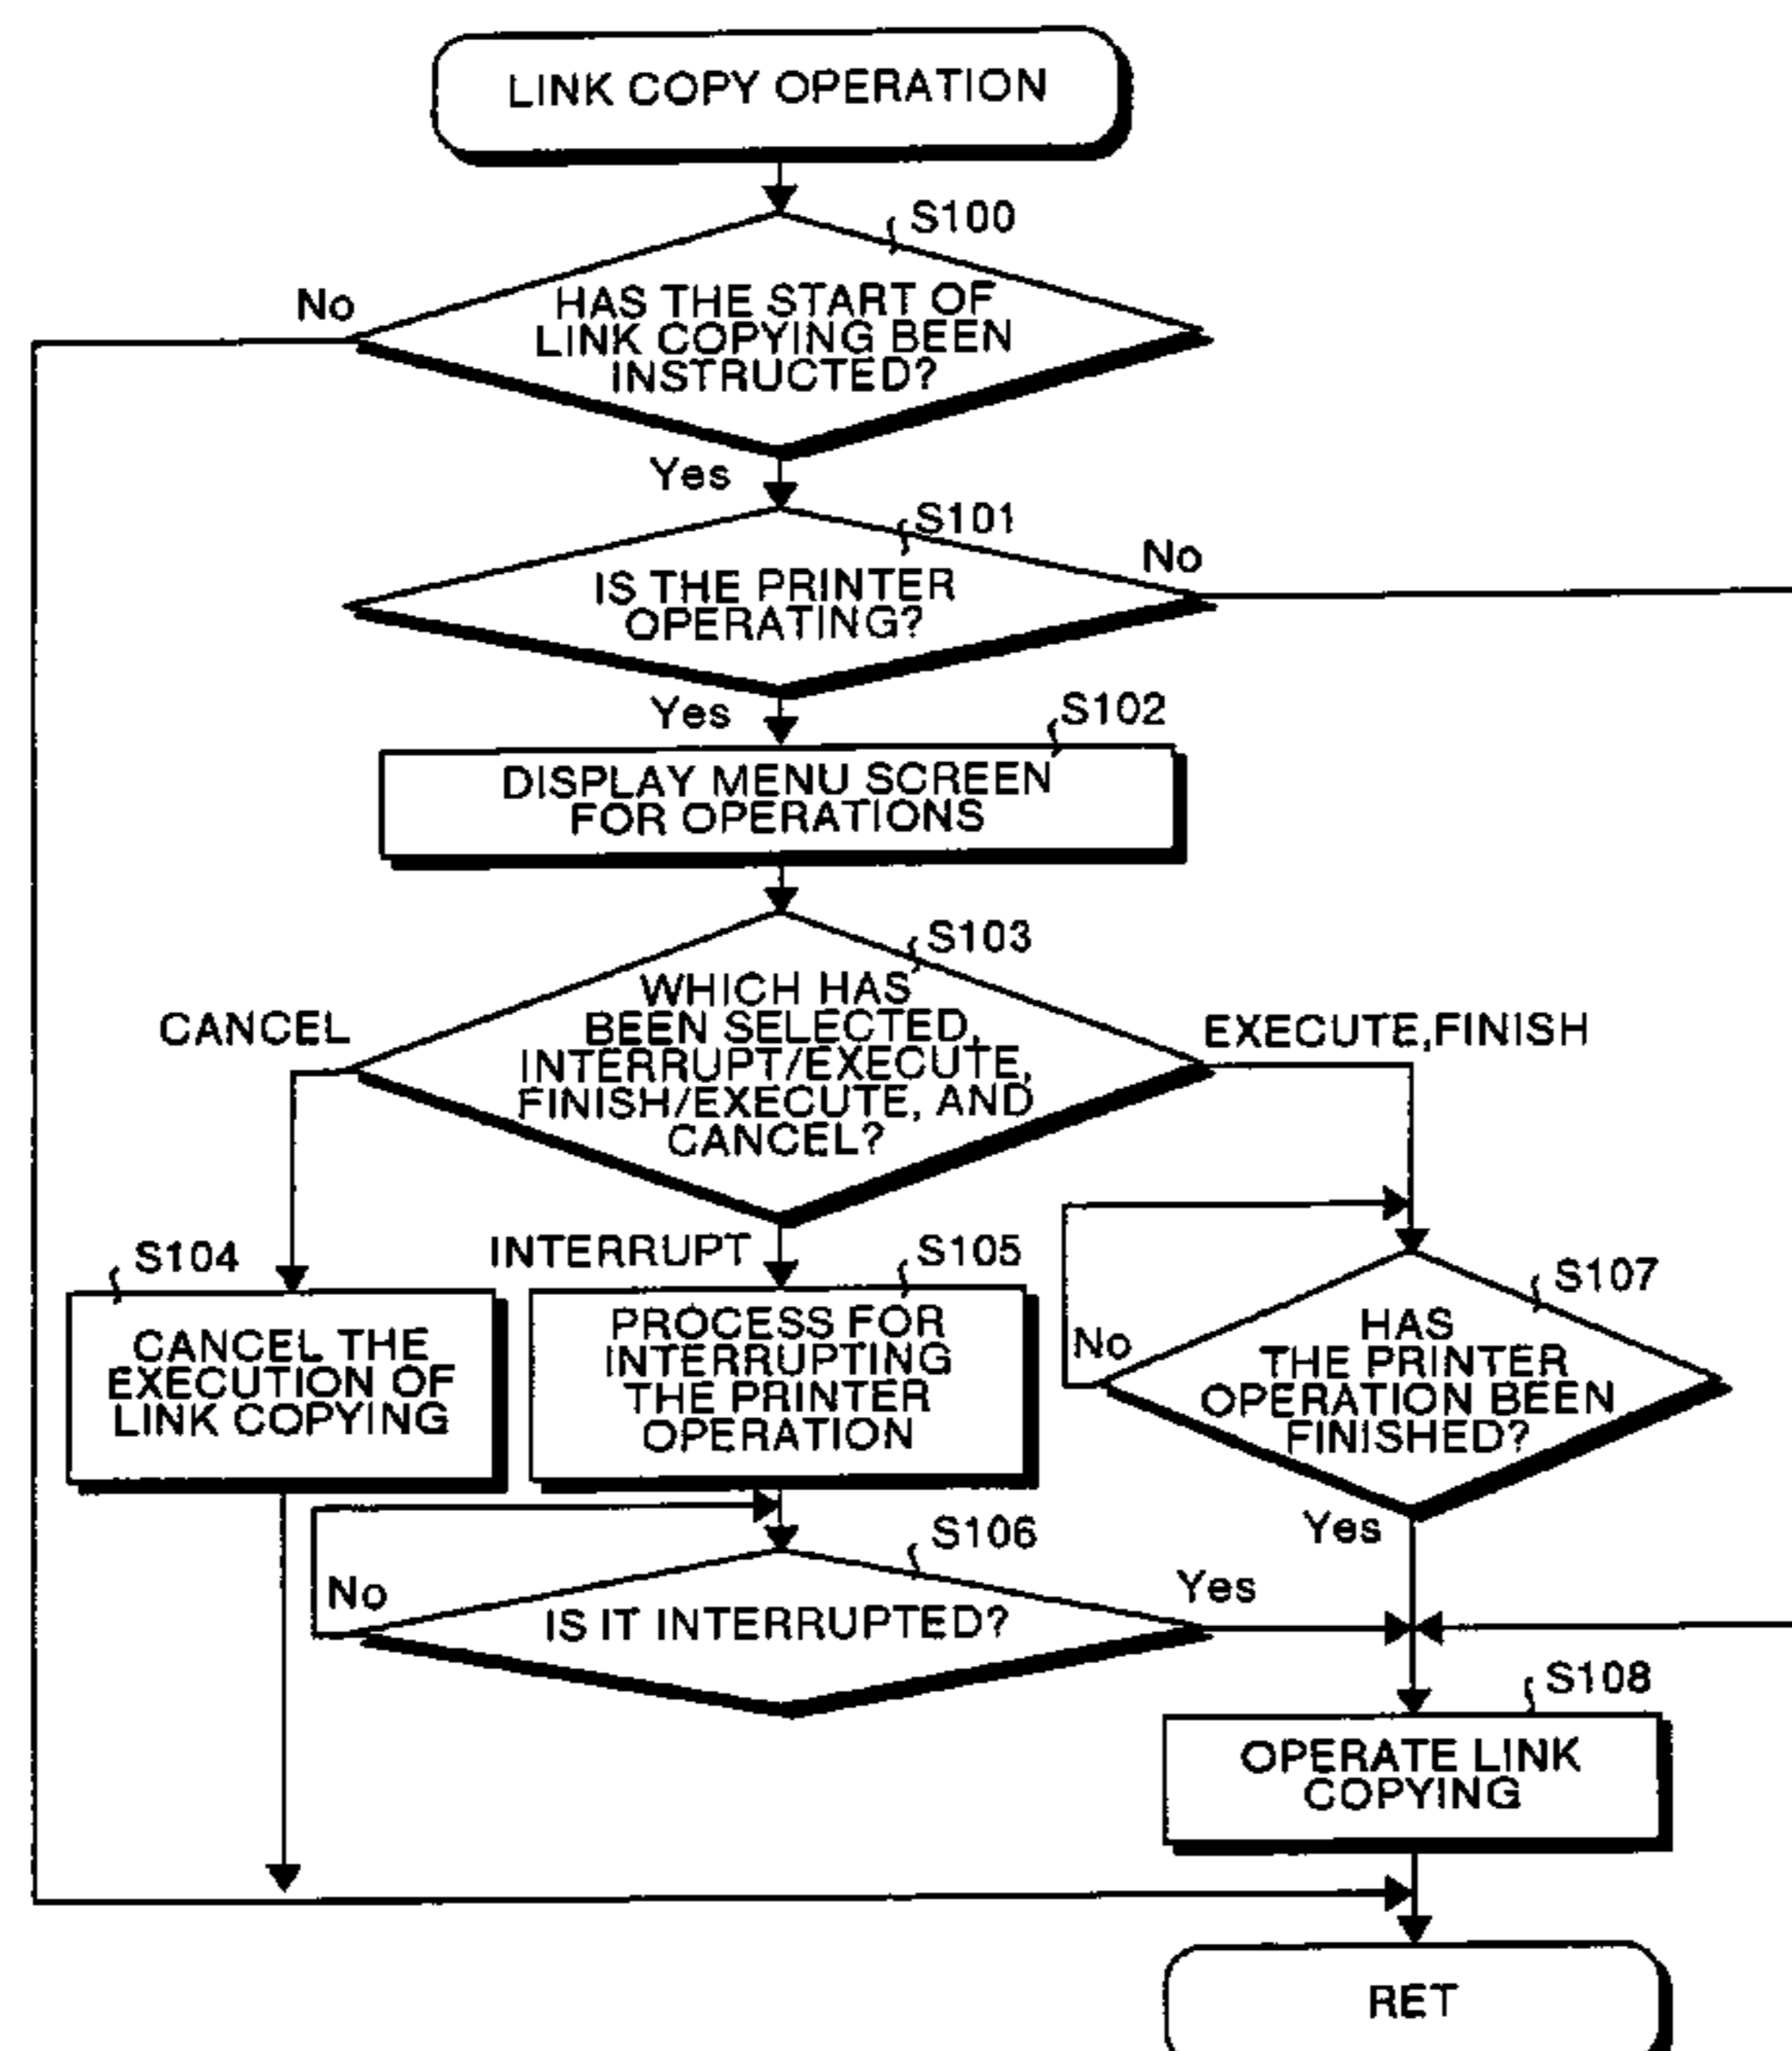 LINK COPY OPERATION
S100
No
HAS THE START OF
LINK COPYING BEEN
INSTRUCTED?
Yes
S101
No
IS THE PRINTER
OPERATING?
Yes
S102
DISPLAY MENU SCREEN
FOR OPERATIONS
S103
WHICH HAS
BEEN SELECTED,
INTERRUPT/EXECUTE,
FINISH/EXECUTE, AND
CANCEL?
CANCEL
EXECUTE,FINISH
INTERRUPT
S104
CANCEL THE
EXECUTION OF
LINK COPYING
S105
PROCESS FOR
INTERRUPTING
THE PRINTER
OPERATION
S107
No
HAS
THE PRINTER
OPERATION BEEN
FINISHED?
Yes
S106
No
IS IT INTERRUPTED?
Yes
S108
OPERATE LINK
COPYING
RET